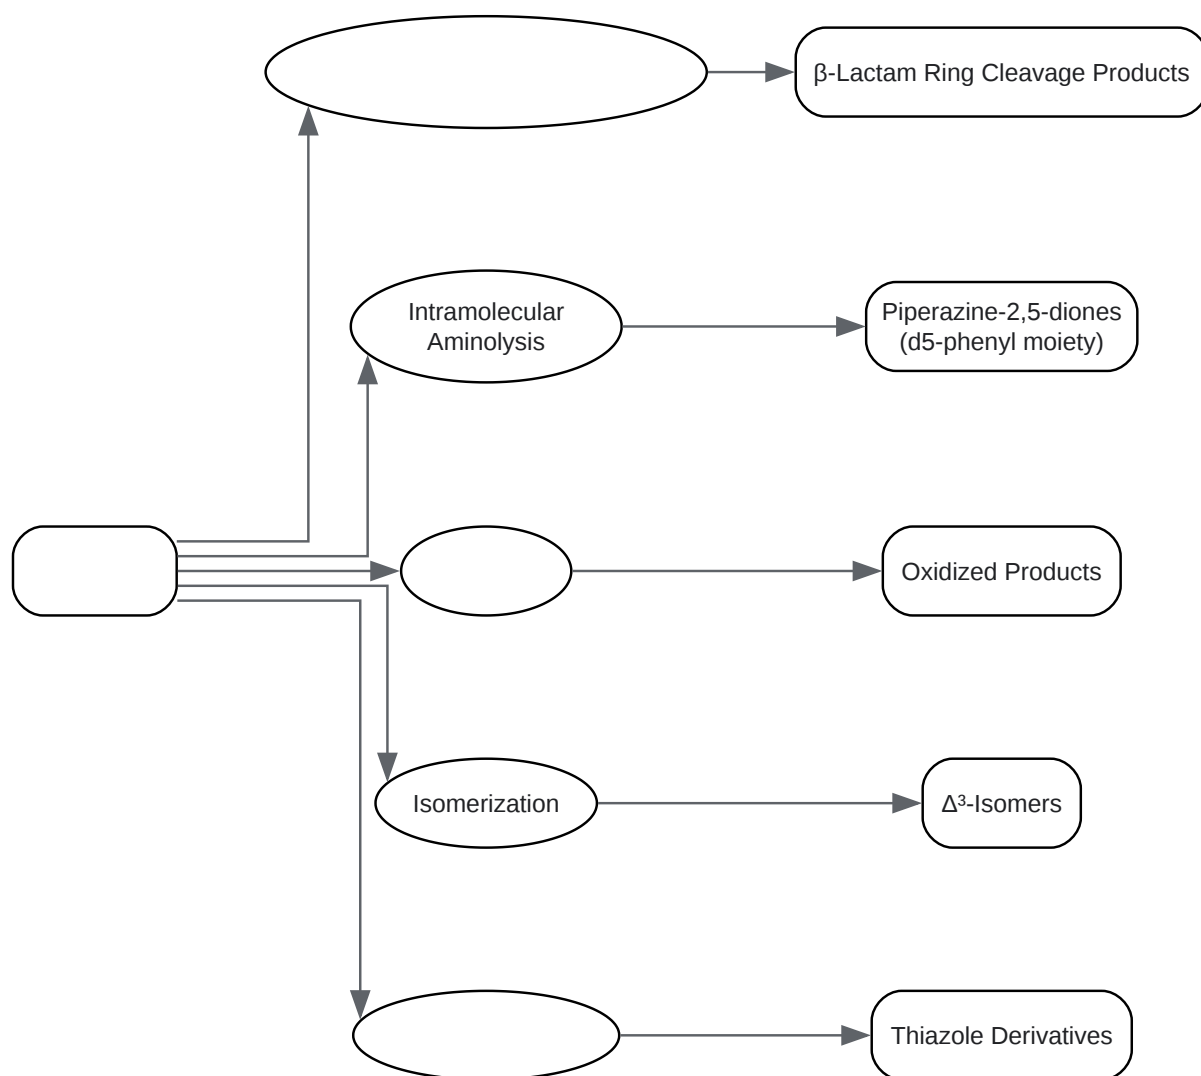 β-Lactam Ring Cleavage Products
Intramolecular
Aminolysis
Piperazine-2,5-diones
(d5-phenyl moiety)
Oxidized Products
Isomerization
Δ³-Isomers
Thiazole Derivatives